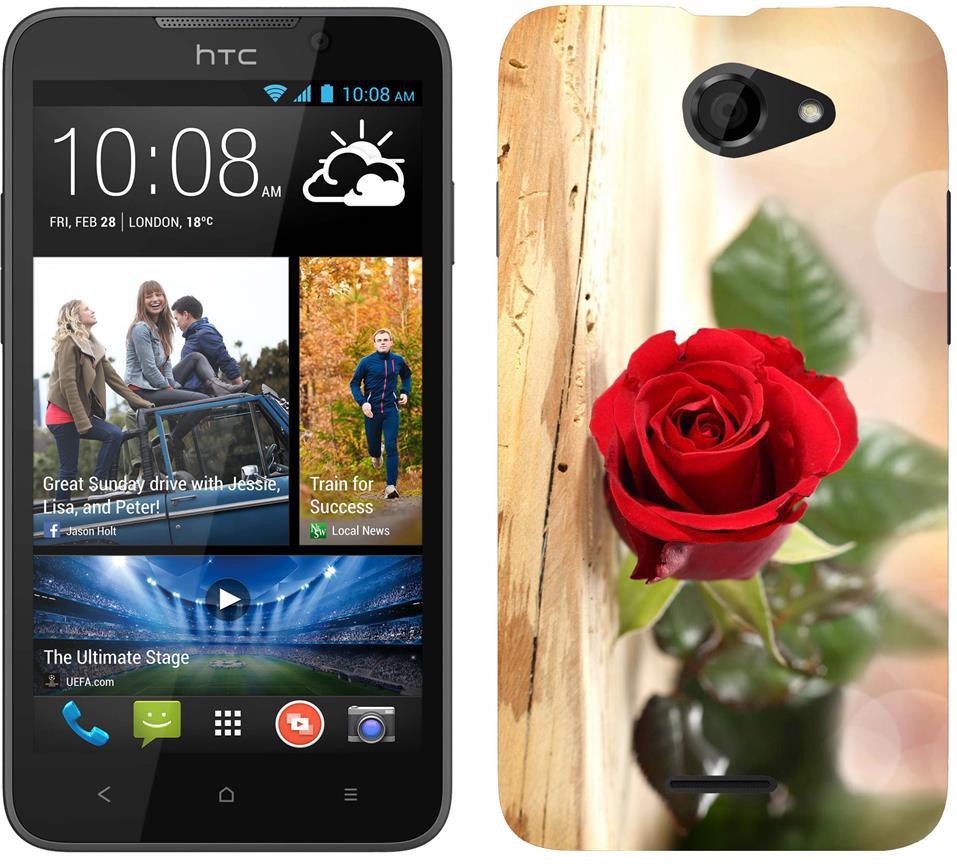 hTC
10:08 AM
10:08 AM
FRI, FEB 28 | LONDON, 18°C
Great Sunday drive with Jessie,
Lisa, and Peter!
Jason Holt
Train for
Success
NSW Local News
The Ultimate Stage
UEFA.com